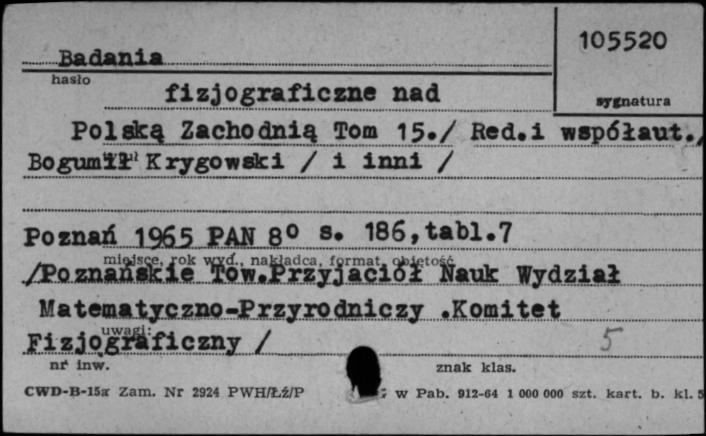 105520
Badania
hasło
fizjograficzne nad
sygnatura
Polską Zachodnią Tom 15./ Red.i współaut./
Bogumił Krygowski / i inni /
Poznań 1965 PAN 8º s. 186,tabl.7
miejsce, rok wyd., nakładca, format, objętość
/Poznańskie Tow.Przyjaciół Nauk Wydział
Matematyczno-Przyrodniczy .Komitet
uwagi:
Fizjograficzny / 5
nr inw. znak klas.
CWD-B-15a Zam. Nr 2924 PWH/Łź/P w Pab. 912-64 1 000 000 szt. kart. b. kl. 5